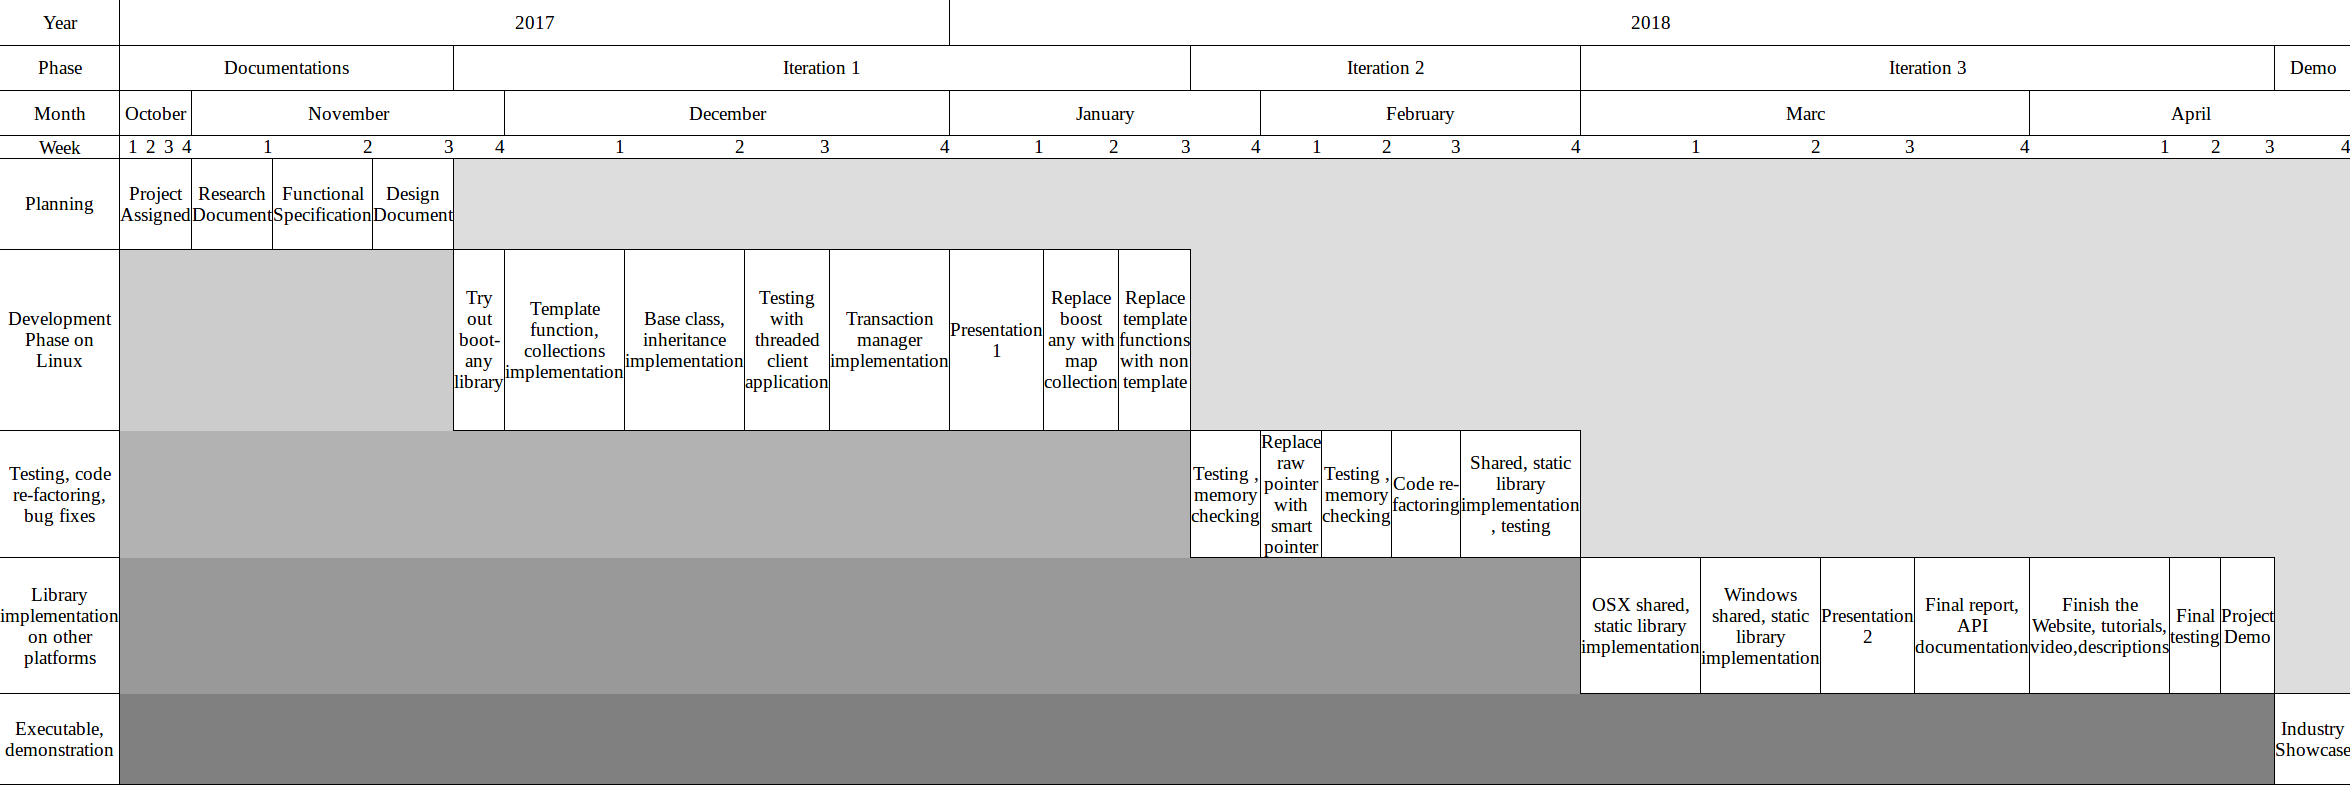 Year 2017 2018
Phase Documentations Iteration 1 Iteration 2 Iteration 3 Demo
Month October November December January February Marc April
Week 1 2 3 4 1 2 3 4 1 2 3 4 1 2 3 4 1 2 3 4 1 2 3 4 1 2 3 4
Planning
Project
Assigned
Research
Document
Functional
Specification
Design
Document
Development
Phase on
Linux
Try
out
boot-
any
library
Template
function,
collections
implementation
Base class,
inheritance
implementation
Testing
with
threaded
client
application
Transaction
manager
implementation
Presentation
1
Replace
boost
any with
map
collection
Replace
template
functions
with non
template
Testing, code
re-factoring,
bug fixes
Testing ,
memory
checking
Replace
raw
pointer
with
smart
pointer
Testing ,
memory
checking
Code re-
factoring
Shared, static
library
implementation
, testing
Library
implementation
on other
platforms
OSX shared,
static library
implementation
Windows
shared, static
library
implementation
Presentation
2
Final report,
API
documentation
Finish the
Website, tutorials,
video,descriptions
Final
testing
Project
Demo
Executable,
demonstration
Industry
Showcase